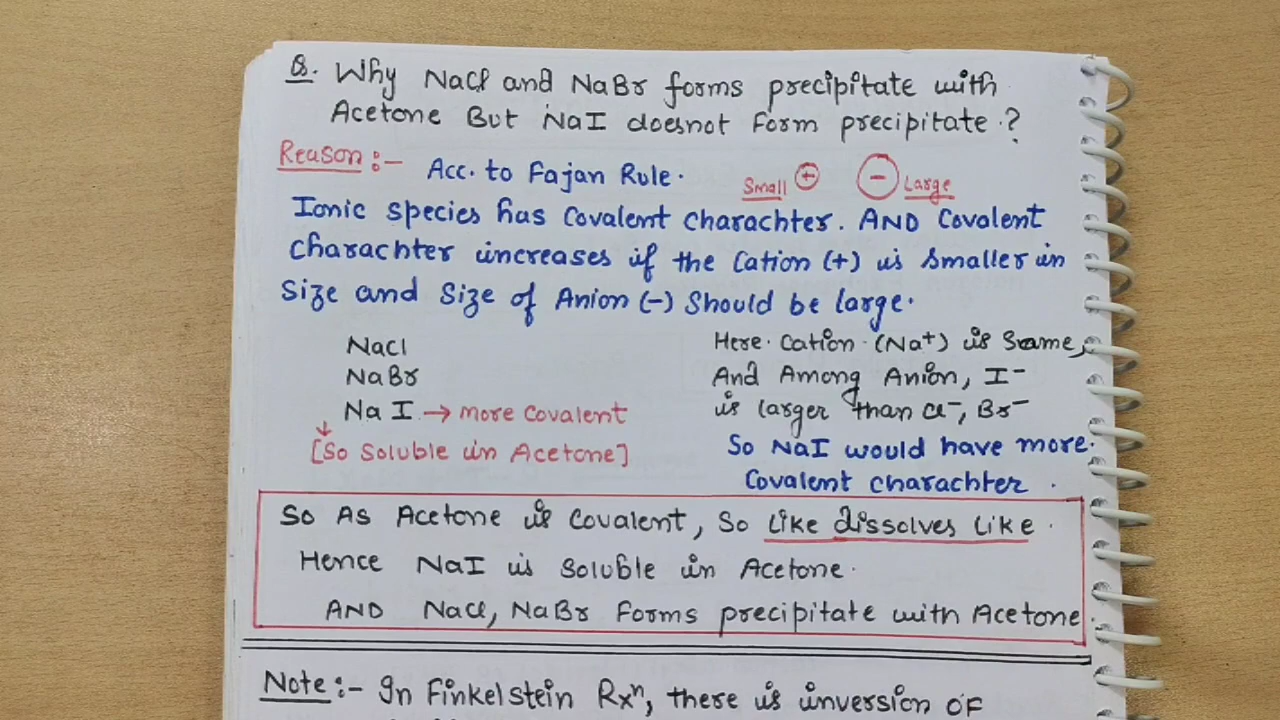 Q. Why NaCl and NaBr forms precipitate with
Acetone But NaI doesnot Form precipitate.?
Reason:- Acc. to Fajan Rule. Small + - Large
Ionic species has Covalent charachter. AND Covalent
charachter increases if the Cation (+) is smaller in
size and size of Anion (-) should be large.
NaCl
NaBr
NaI → more Covalent
[So Soluble in Acetone]
Here. Cation. (Na+) is Same,
And Among Anion, I-
is larger than Cl-, Br-
So NaI would have more.
Covalent charachter.
So As Acetone is Covalent, So Like dissolves Like.
Hence NaI is Soluble in Acetone.
AND NaCl, NaBr Forms precipitate with Acetone.
Note:- In Finkelstein Rxn, there is inversion OF